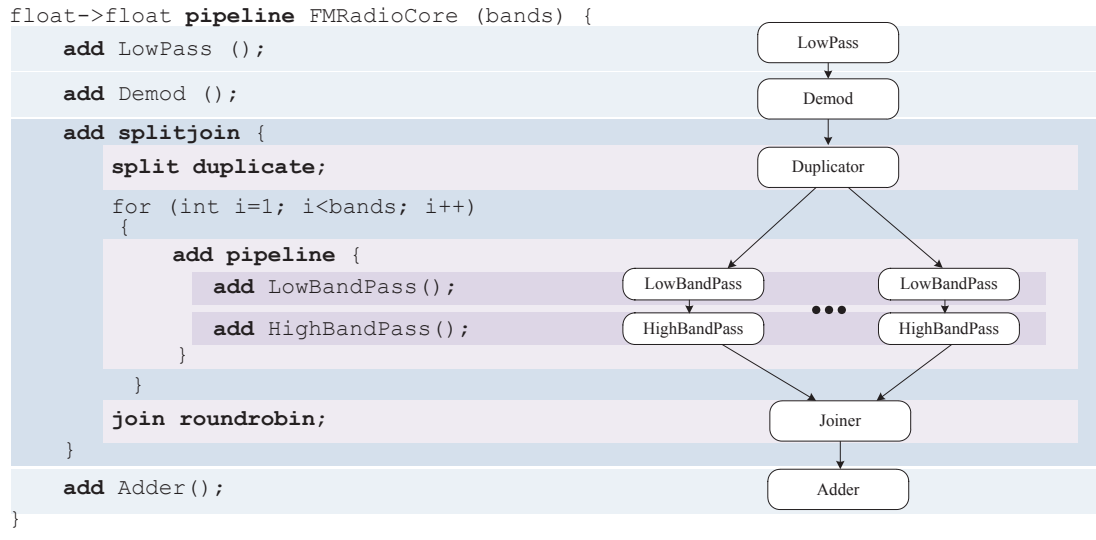 float->float pipeline FMRadioCore (bands) {
add LowPass ();
LowPass
add Demod ();
Demod
add splitjoin {
split duplicate;
Duplicator
for (int i=1; i<bands; i++)
{
add pipeline {
add LowBandPass();
LowBandPass
LowBandPass
add HighBandPass();
HighBandPass
HighBandPass
}
}
join roundrobin;
Joiner
}
add Adder();
Adder
}